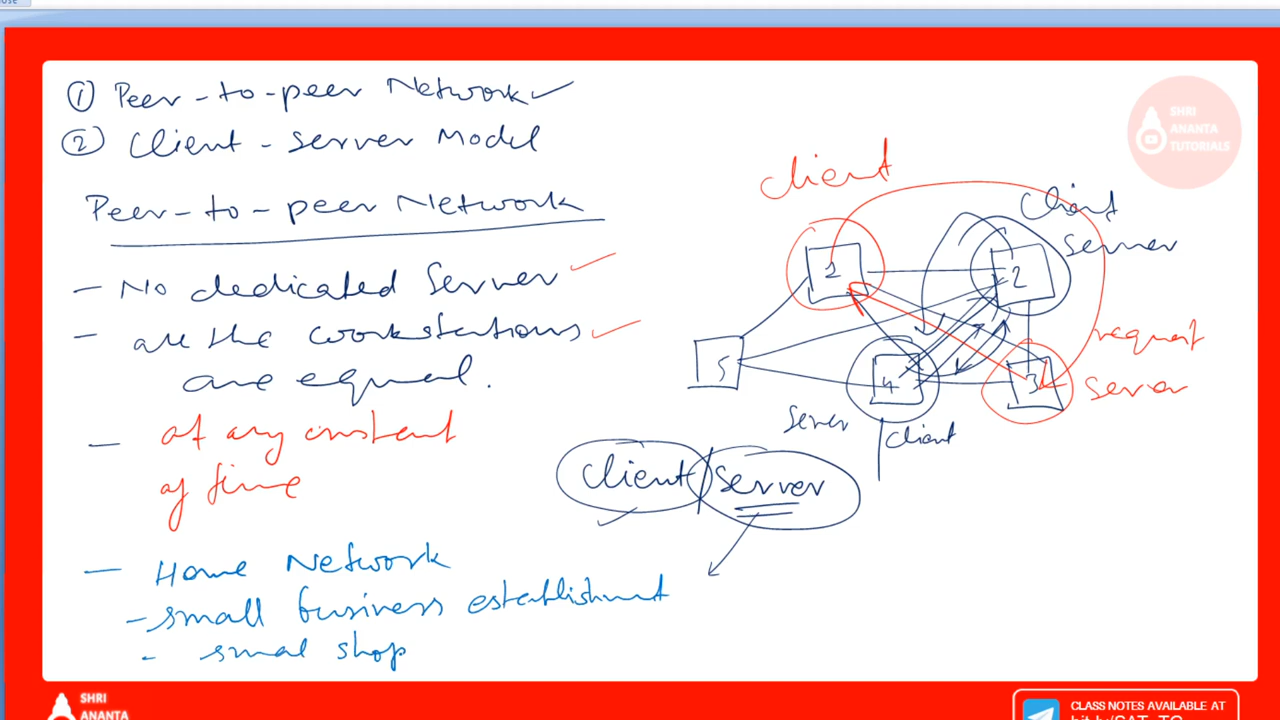 ① Peer-to-peer Network ✓
② Client-Server Model
Peer-to-peer Network
- No dedicated Server ✓
- all the workstations ✓
are equal.
- at any instant
of time
- Home Network
- small business establishment
- small shop
client
client
server
1
2
5
4
3
request
server
server
client
client/server
SHRI
ANANTA
TUTORIALS
SHRI
ANANTA
CLASS NOTES AVAILABLE AT